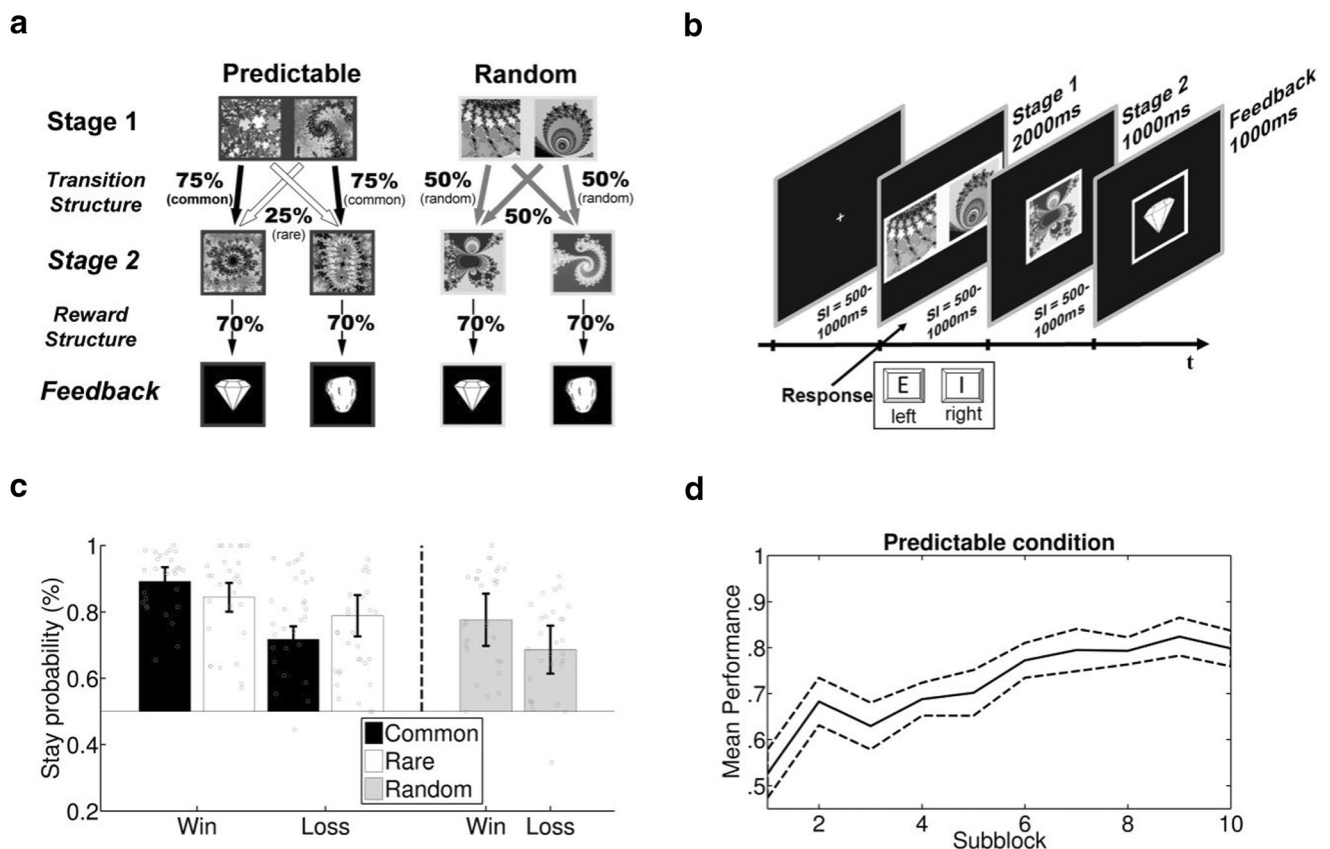 a
Predictable
Random
Stage 1
Transition
Structure
75%
(common)
75%
(common)
25%
(rare)
50%
(random)
50%
(random)
50%
Stage 2
Reward
Structure
70%
70%
70%
70%
Feedback
b
Stage 1
2000ms
Stage 2
1000ms
Feedback
1000ms
SI = 500-
1000ms
SI = 500-
1000ms
SI = 500-
1000ms
t
Response
E
I
left
right
c
Stay probability (%)
1
0.8
0.6
0.4
0.2
Common
Rare
Random
Win
Loss
Win
Loss
d
Predictable condition
Mean Performance
1
.9
.8
.7
.6
.5
2
4
6
8
10
Subblock